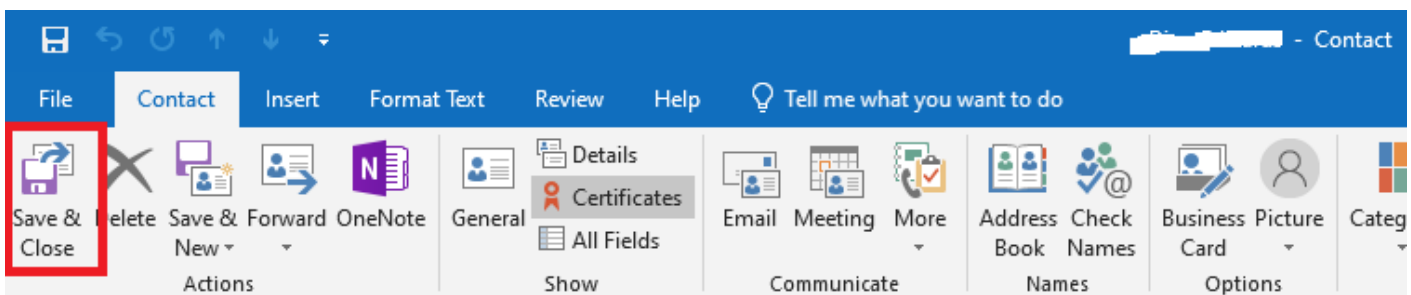 - Contact
File Contact Insert Format Text Review Help Tell me what you want to do
Save & Close
Delete
Save & New
Forward
OneNote
Actions
General
Details
Certificates
All Fields
Show
Email
Meeting
More
Communicate
Address Book
Check Names
Names
Business Card
Picture
Options